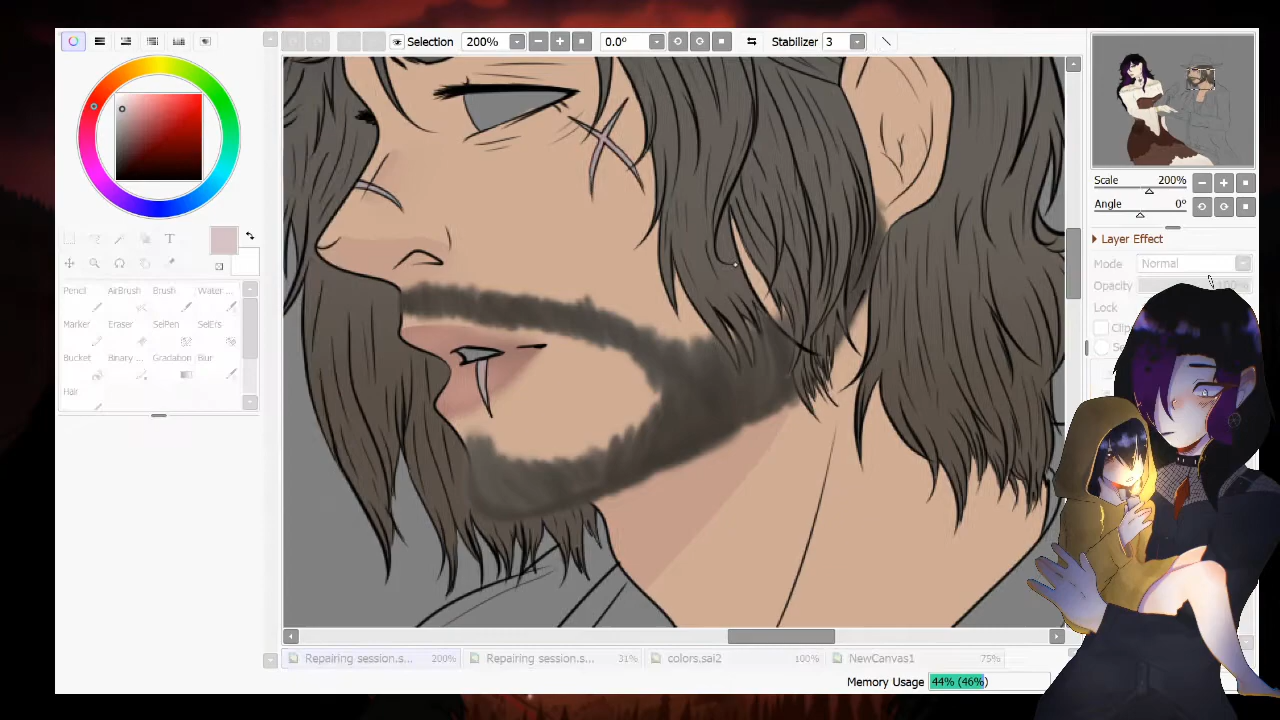 Selection 200% 0.0° Stabilizer 3
T
Scale 200%
Angle 0°
Layer Effect
Mode Normal
Opacity 100%
Lock
Pencil AirBrush Brush Water ...
Marker Eraser SelPen SelErs
Bucket Binary ... Gradation Blur
Hair
Repairing session.s... 200% Repairing session.s... 31% colors.sai2 100% NewCanvas1 75%
Memory Usage 44% (46%)